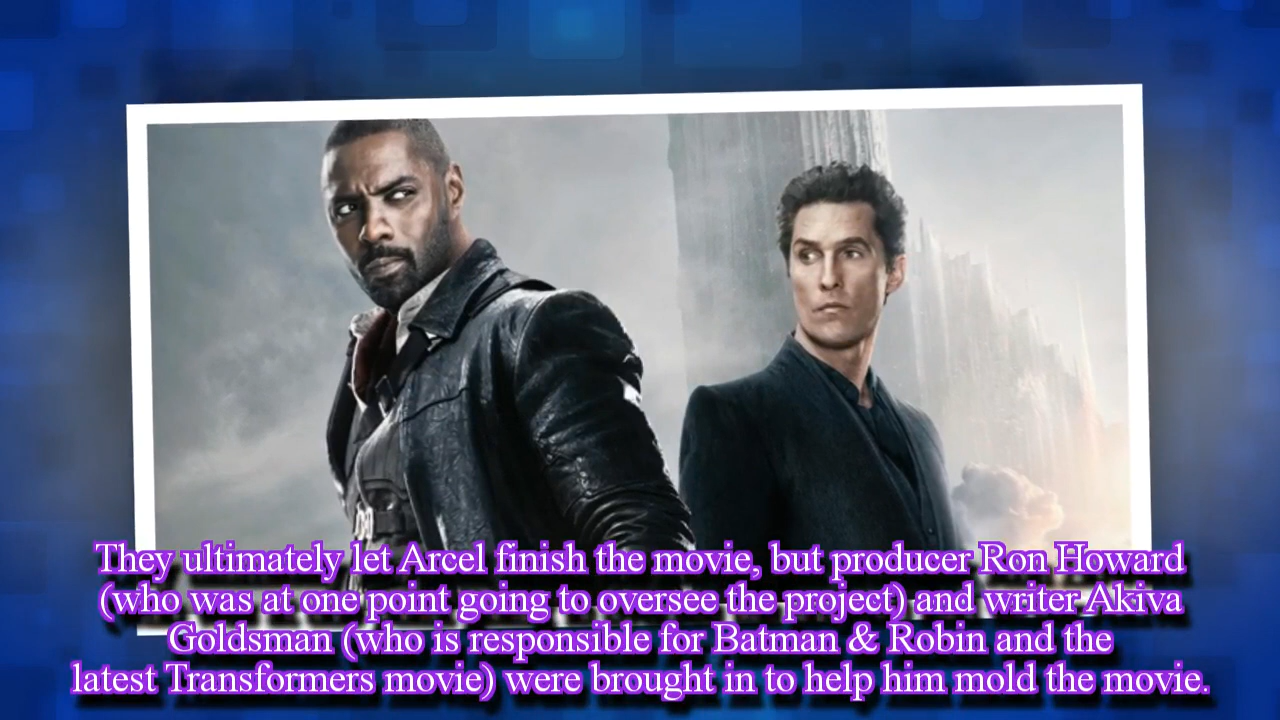 They ultimately let Arcel finish the movie, but producer Ron Howard
(who was at one point going to oversee the project) and writer Akiva
Goldsman (who is responsible for Batman & Robin and the
latest Transformers movie) were brought in to help him mold the movie.